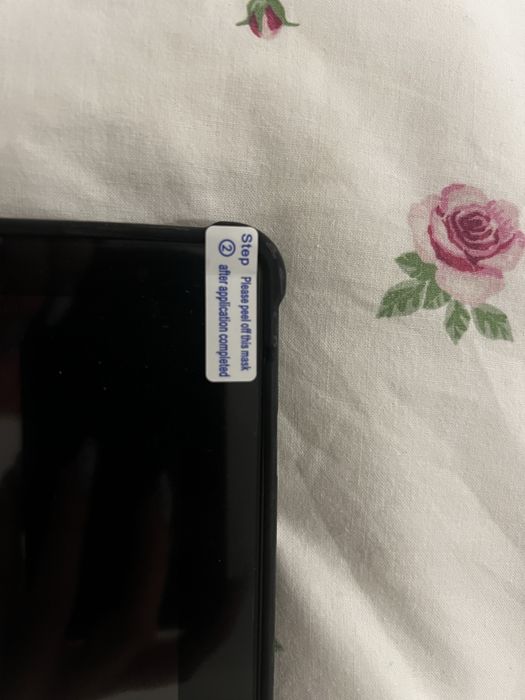 Step Please peel off this mask
② after application completed